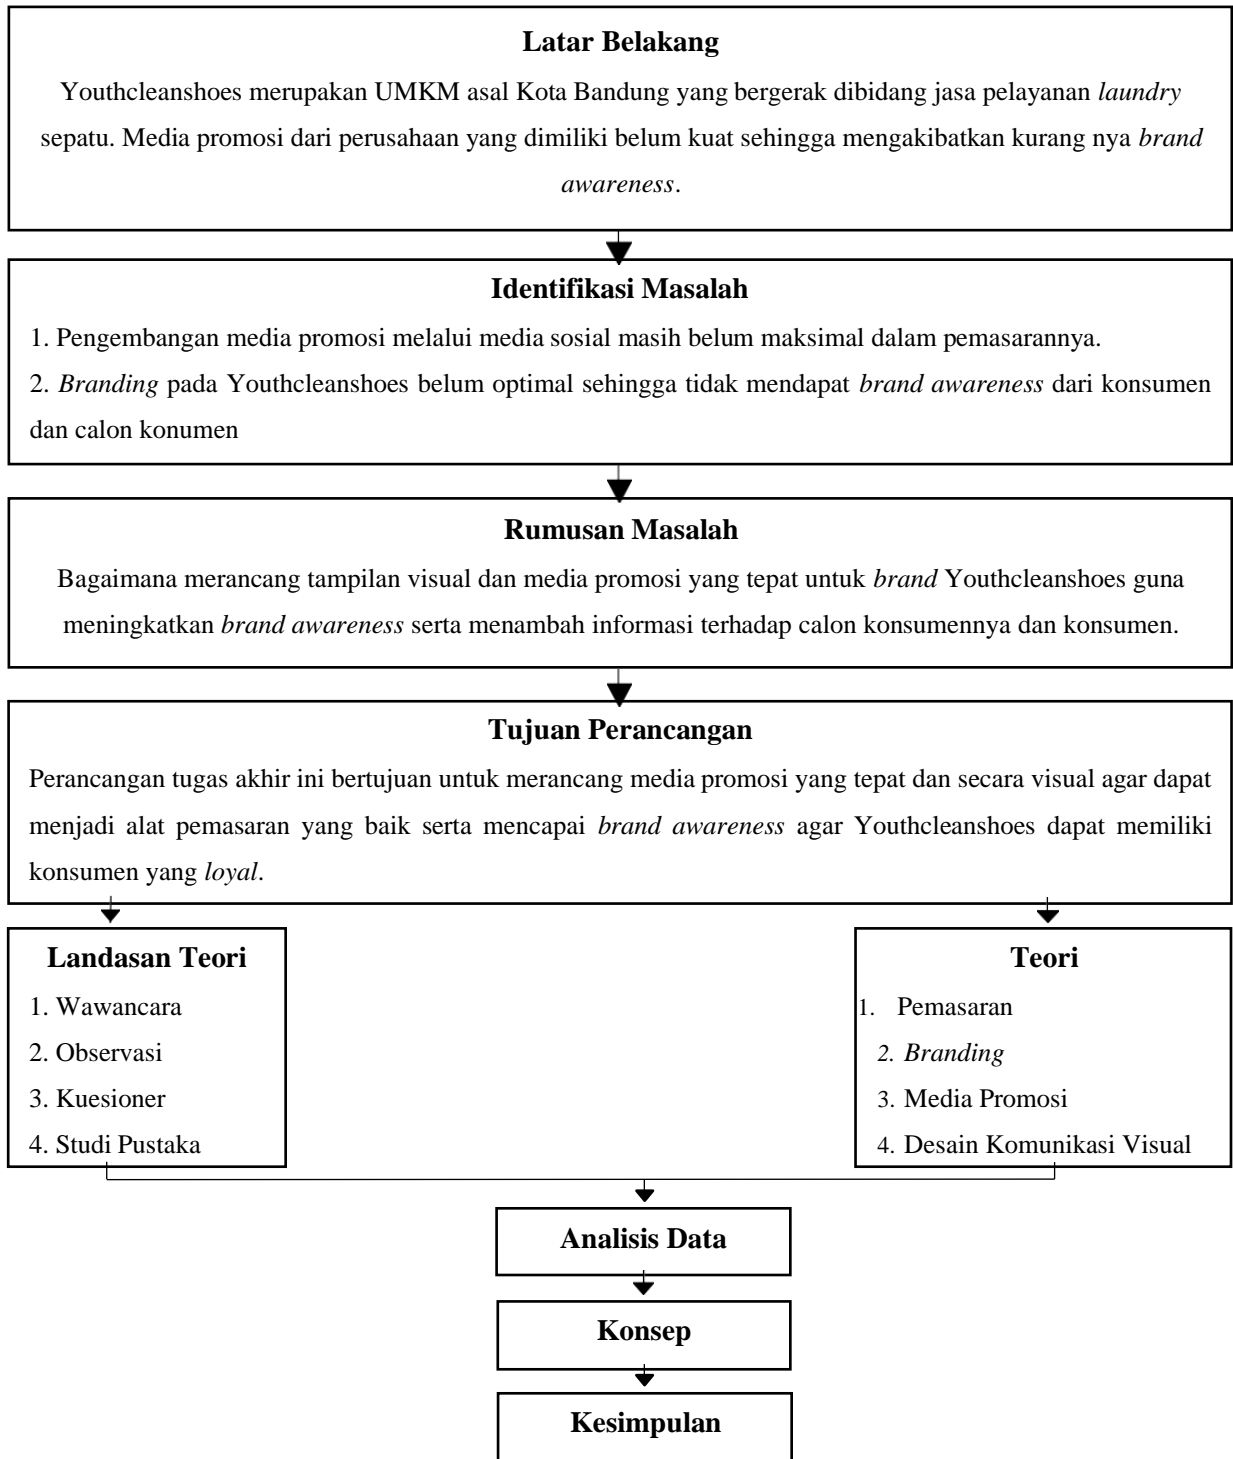 Latar Belakang
Youthcleanshoes merupakan UMKM asal Kota Bandung yang bergerak dibidang jasa pelayanan laundry
sepatu. Media promosi dari perusahaan yang dimiliki belum kuat sehingga mengakibatkan kurang nya brand
awareness.
Identifikasi Masalah
1. Pengembangan media promosi melalui media sosial masih belum maksimal dalam pemasarannya.
2. Branding pada Youthcleanshoes belum optimal sehingga tidak mendapat brand awareness dari konsumen
dan calon konumen
Rumusan Masalah
Bagaimana merancang tampilan visual dan media promosi yang tepat untuk brand Youthcleanshoes guna
meningkatkan brand awareness serta menambah informasi terhadap calon konsumennya dan konsumen.
Tujuan Perancangan
Perancangan tugas akhir ini bertujuan untuk merancang media promosi yang tepat dan secara visual agar dapat
menjadi alat pemasaran yang baik serta mencapai brand awareness agar Youthcleanshoes dapat memiliki
konsumen yang loyal.
Landasan Teori
1. Wawancara
2. Observasi
3. Kuesioner
4. Studi Pustaka
Teori
1. Pemasaran
2. Branding
3. Media Promosi
4. Desain Komunikasi Visual
Analisis Data
Konsep
Kesimpulan